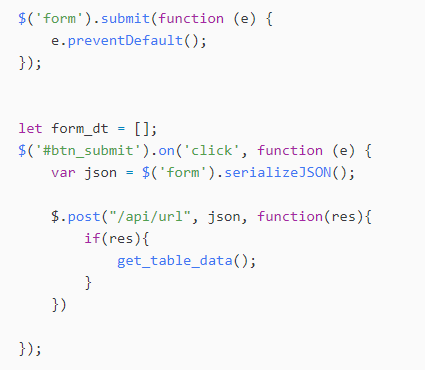 $('form').submit(function (e) {
    e.preventDefault();
});
let form_dt = [];
$('#btn_submit').on('click', function (e) {
    var json = $('form').serializeJSON();
    $.post("/api/url", json, function(res){
        if(res){
            get_table_data();
        }
    })
});